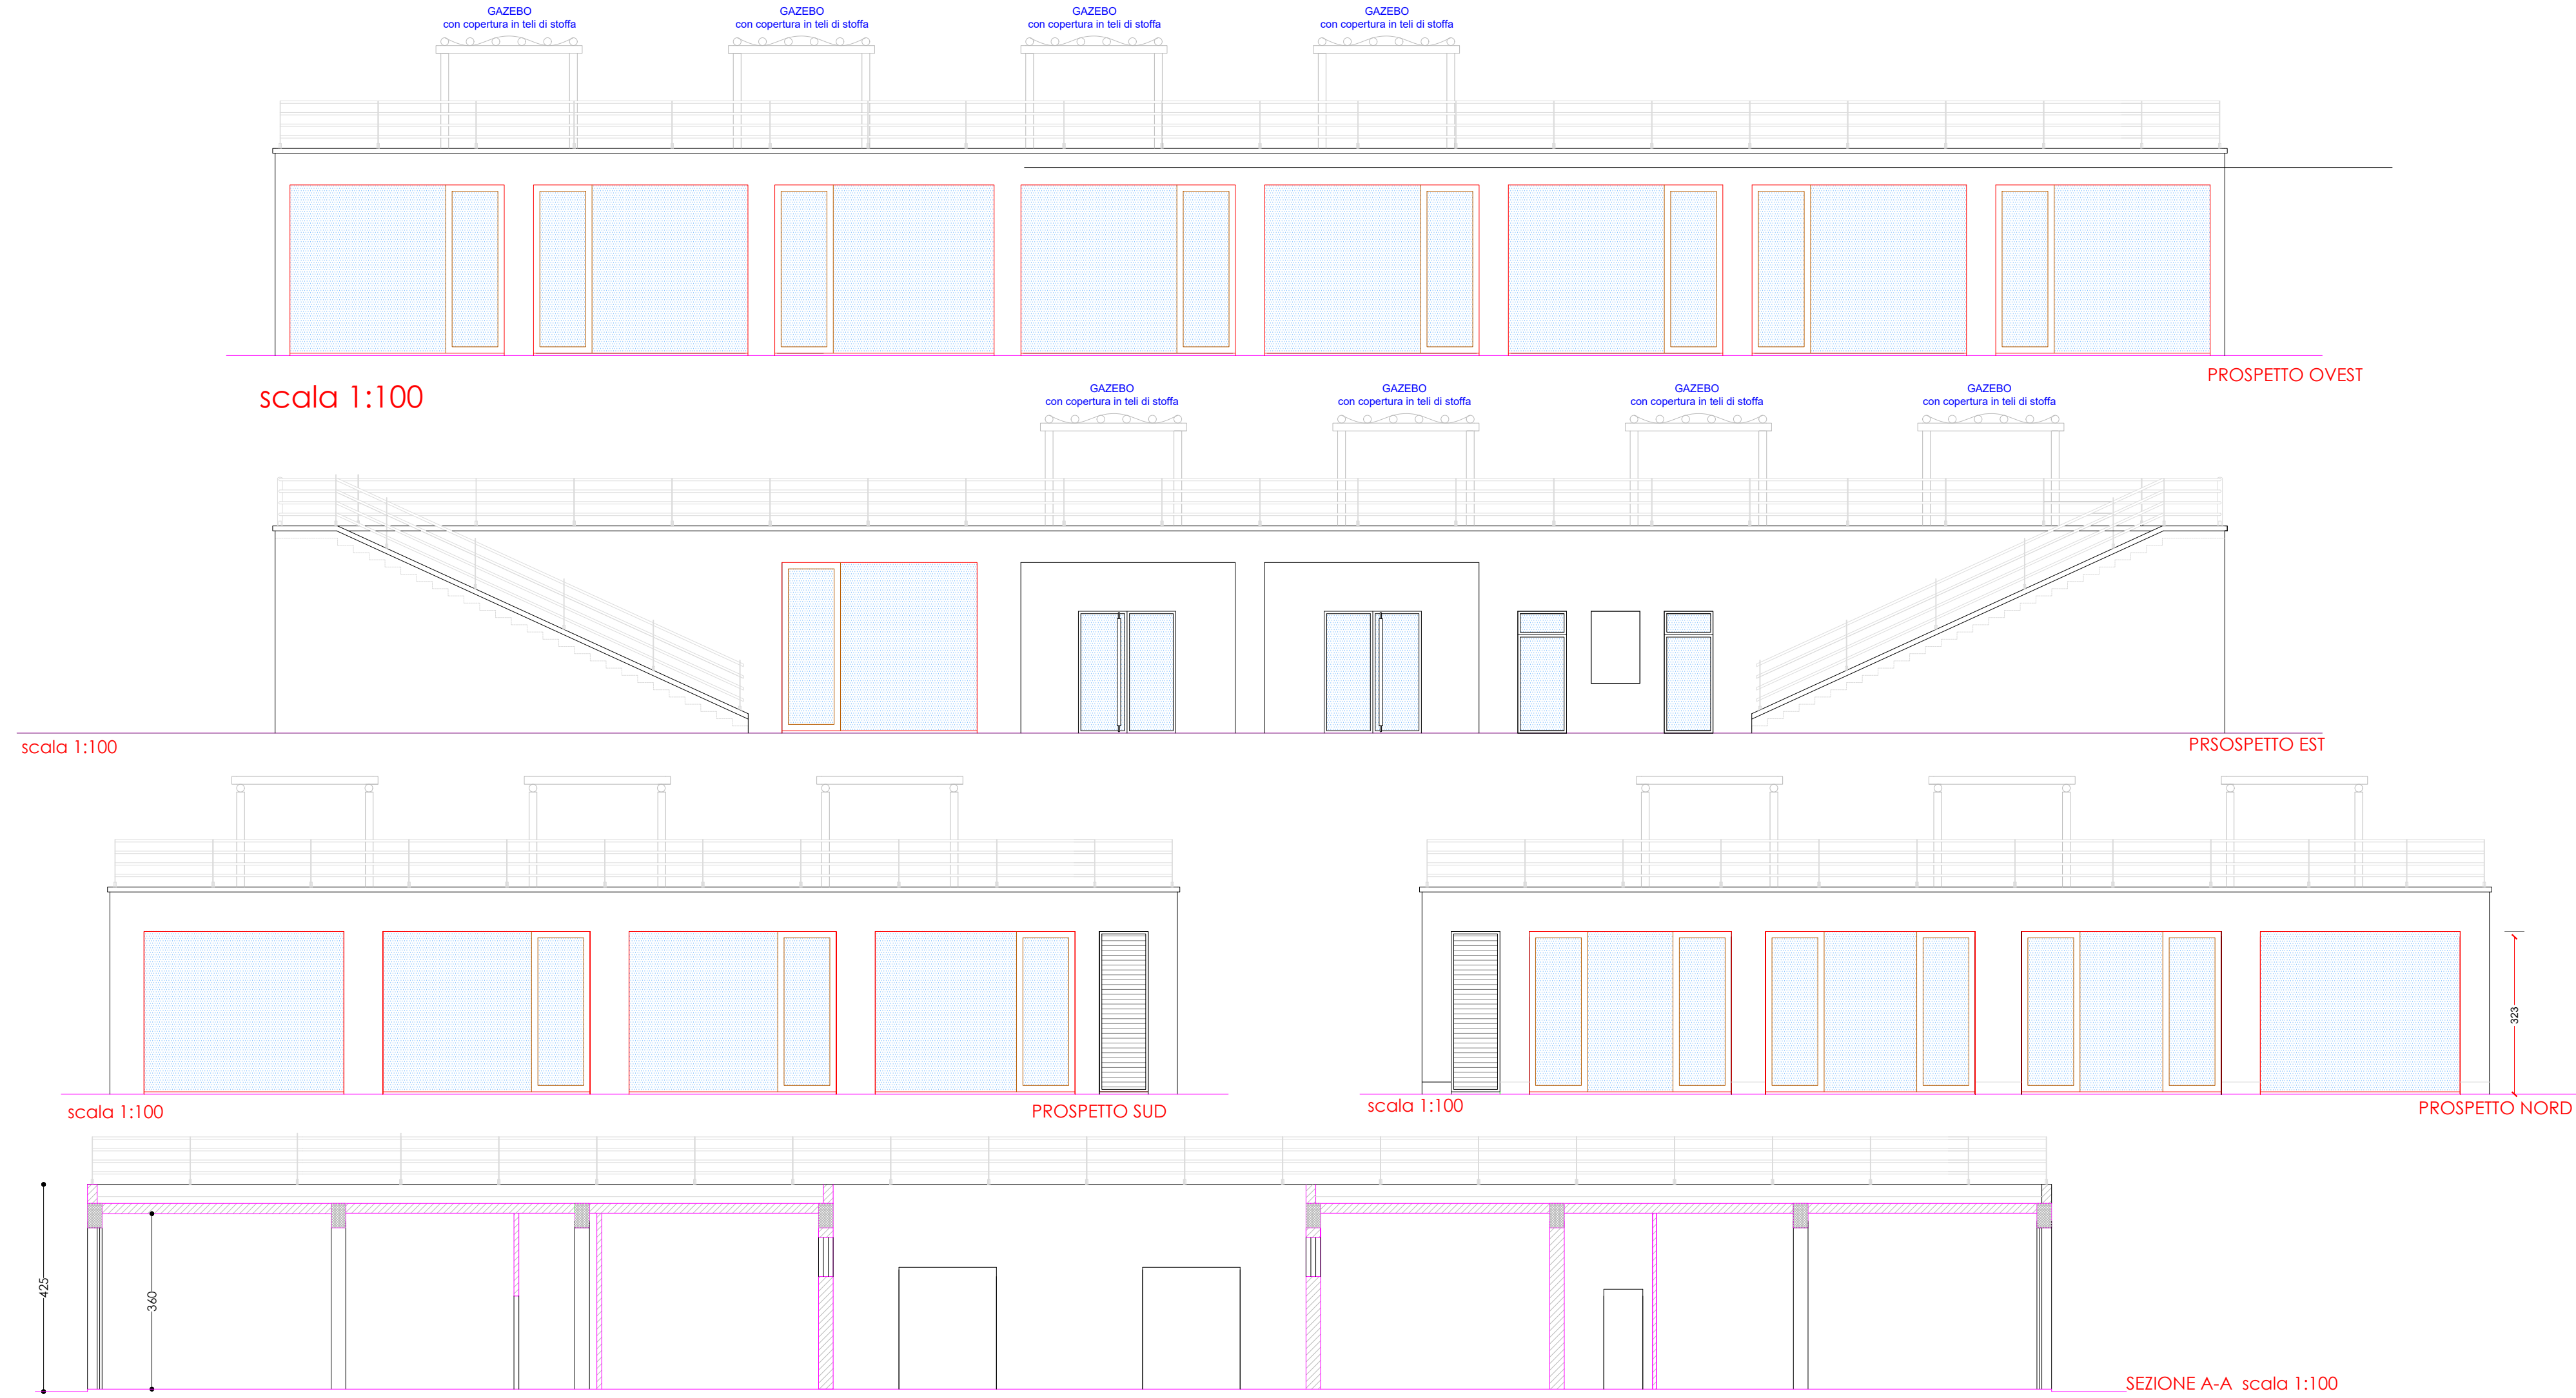 GAZEBO
con copertura in teli di stoffa
GAZEBO
con copertura in teli di stoffa
GAZEBO
con copertura in teli di stoffa
GAZEBO
con copertura in teli di stoffa
PROSPETTO OVEST
scala 1:100
GAZEBO
con copertura in teli di stoffa
GAZEBO
con copertura in teli di stoffa
GAZEBO
con copertura in teli di stoffa
GAZEBO
con copertura in teli di stoffa
scala 1:100
PRSOSPETTO EST
323
scala 1:100
PROSPETTO SUD
scala 1:100
PROSPETTO NORD
425
360
SEZIONE A-A scala 1:100